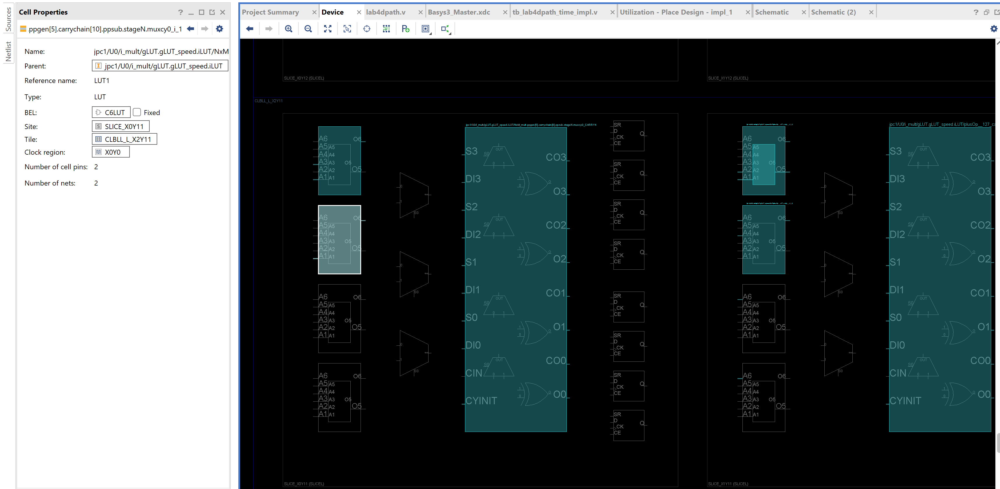 Sources
Netlist
Cell Properties
?
.ppgen[5].carrychain[10].ppsub.stageN.muxcy0_i_1
Name: jpc1/U0/i_mult/gLUT.gLUT_speed.iLUT/NxM
Parent: jpc1/U0/i_mult/gLUT.gLUT_speed.iLUT
Reference name: LUT1
Type: LUT
BEL: C6LUT Fixed
Site: SLICE_X0Y11
Tile: CLBLL_L_X2Y11
Clock region: X0Y0
Number of cell pins: 2
Number of nets: 2
Project Summary Device lab4dpath.v Basys3_Master.xdc tb_lab4dpath_time_impl.v Utilization - Place Design - impl_1 Schematic Schematic (2) ?
SLICE_X0Y12 (SLICEL)
SLICE_X1Y12 (SLICEL)
CLBLL_L_X2Y11
A6 O6
A5 A5
A4 A4
A3 A3 O5
A2 A2 O5
A1 A1
A6 O6
A5 A5
A4 A4
A3 A3 O5
A2 A2 O5
A1 A1
A6 O6
A5 A5
A4 A4
A3 A3 O5
A2 A2 O5
A1 A1
A6 O6
A5 A5
A4 A4
A3 A3 O5
A2 A2 O5
A1 A1
0
1
S0
0
1
S0
0
1
S0
jpc1/U0/i_mult/gLUT.gLUT_speed.iLUT/NxM_mult.ppgen[5].carrychain[8].ppsub.stageN.muxcy0_CARRY4
S3 S0 OUT 0 1 CO3
DI3 1 0 O O3
S2 S0 OUT 0 1 CO2
DI2 1 0 O O2
S1
DI1 S0 OUT 0 1 CO1
S0 1 0 O O1
DI0 CO0
CIN S0 OUT 0 1
CYINIT 1 0 O O0
SR
D Q
CK
CE
SR
D Q
CK
CE
SR
D Q
CK
CE
SR
D Q
CK
CE
SR
D Q
CK
CE
SR
D Q
CK
CE
SR
D Q
CK
CE
SR
D Q
CK
CE
SLICE_X0Y11 (SLICEL)
A6 O6
A5 A5
A4 A4
A3 A3 O5
A2 A2 O5
A1 A1
A6 O6
A5 A5
A4 A4
A3 A3 O5
A2 A2 O5
A1 A1
A6 O6
A5 A5
A4 A4
A3 A3 O5
A2 A2 O5
A1 A1
A6 O6
A5 A5
A4 A4
A3 A3 O5
A2 A2 O5
A1 A1
0
1
S0
0
1
S0
0
1
S0
jpc1/U0/i_mult/gLUT.gLUT_speed.iLUT/plusOp__127_ca
S3 S0 OUT 0 1 CO3
DI3 1 0 O O3
S2 S0 OUT 0 1 CO2
DI2 1 0 O O2
S1
DI1 S0 OUT 0 1 CO1
S0 1 0 O O1
DI0 CO0
CIN S0 OUT 0 1
CYINIT 1 0 O O0
SLICE_X1Y11 (SLICEL)